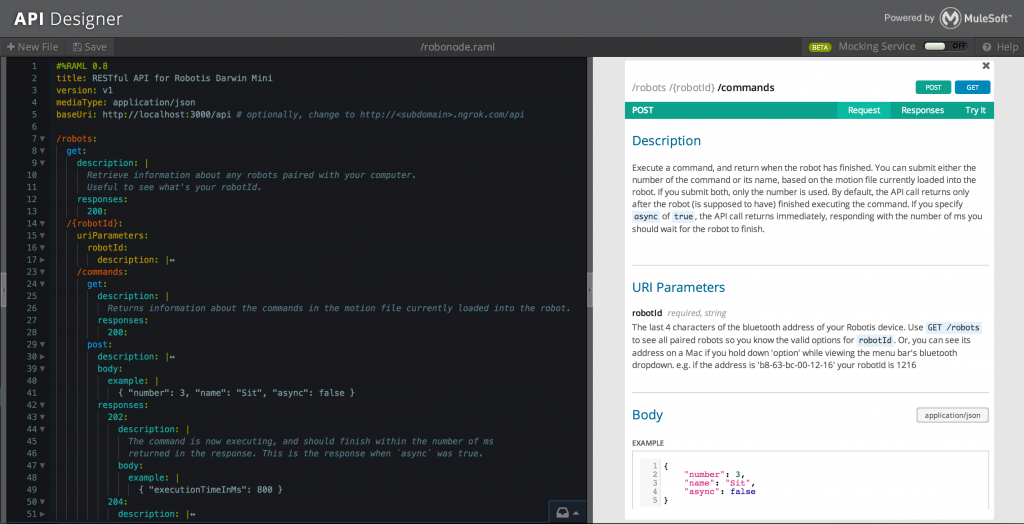 API Designer
Powered by MuleSoft™
+ New File Save /robonode.raml BETA Mocking Service OFF Help
1 #%RAML 0.8
2 title: RESTful API for Robotis Darwin Mini
3 version: v1
4 mediaType: application/json
5 baseUri: http://localhost:3000/api # optionally, change to http://<subdomain>.ngrok.com/api
6
7 /robots:
8 get:
9 description: |
10 Retrieve information about any robots paired with your computer.
11 Useful to see what's your robotId.
12 responses:
13 200:
14 /{robotId}:
15 uriParameters:
16 robotId:
17 description: |↔
23 /commands:
24 get:
25 description: |
26 Returns information about the commands in the motion file currently loaded into the robot.
27 responses:
28 200:
29 post:
30 description: |↔
39 body:
40 example: |
41 { "number": 3, "name": "Sit", "async": false }
42 responses:
43 202:
44 description: |
45 The command is now executing, and should finish within the number of ms
46 returned in the response. This is the response when `async` was true.
47 body:
48 example: |
49 { "executionTimeInMs": 800 }
50 204:
51 description: |↔
/robots /{robotId} /commands POST GET
POST Request Responses Try It
Description
Execute a command, and return when the robot has finished. You can submit either the
number of the command or its name, based on the motion file currently loaded into the
robot. If you submit both, only the number is used. By default, the API call returns only
after the robot (is supposed to have) finished executing the command. If you specify
async of true, the API call returns immediately, responding with the number of ms you
should wait for the robot to finish.
URI Parameters
robotId required, string
The last 4 characters of the bluetooth address of your Robotis device. Use GET /robots
to see all paired robots so you know the valid options for robotId. Or, you can see its
address on a Mac if you hold down 'option' while viewing the menu bar's bluetooth
dropdown. e.g. if the address is 'b8-63-bc-00-12-16' your robotId is 1216
Body application/json
EXAMPLE
1 {
2 "number": 3,
3 "name": "Sit",
4 "async": false
5 }